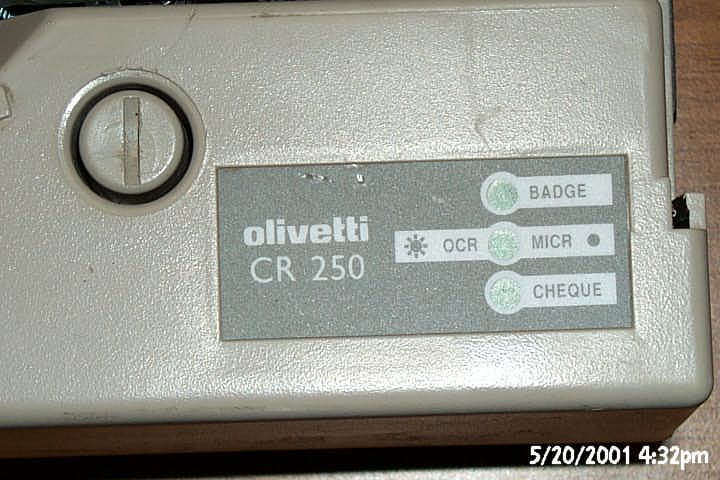 olivetti
CR 250
BADGE
OCR MICR
CHEQUE
5/20/2001 4:32pm